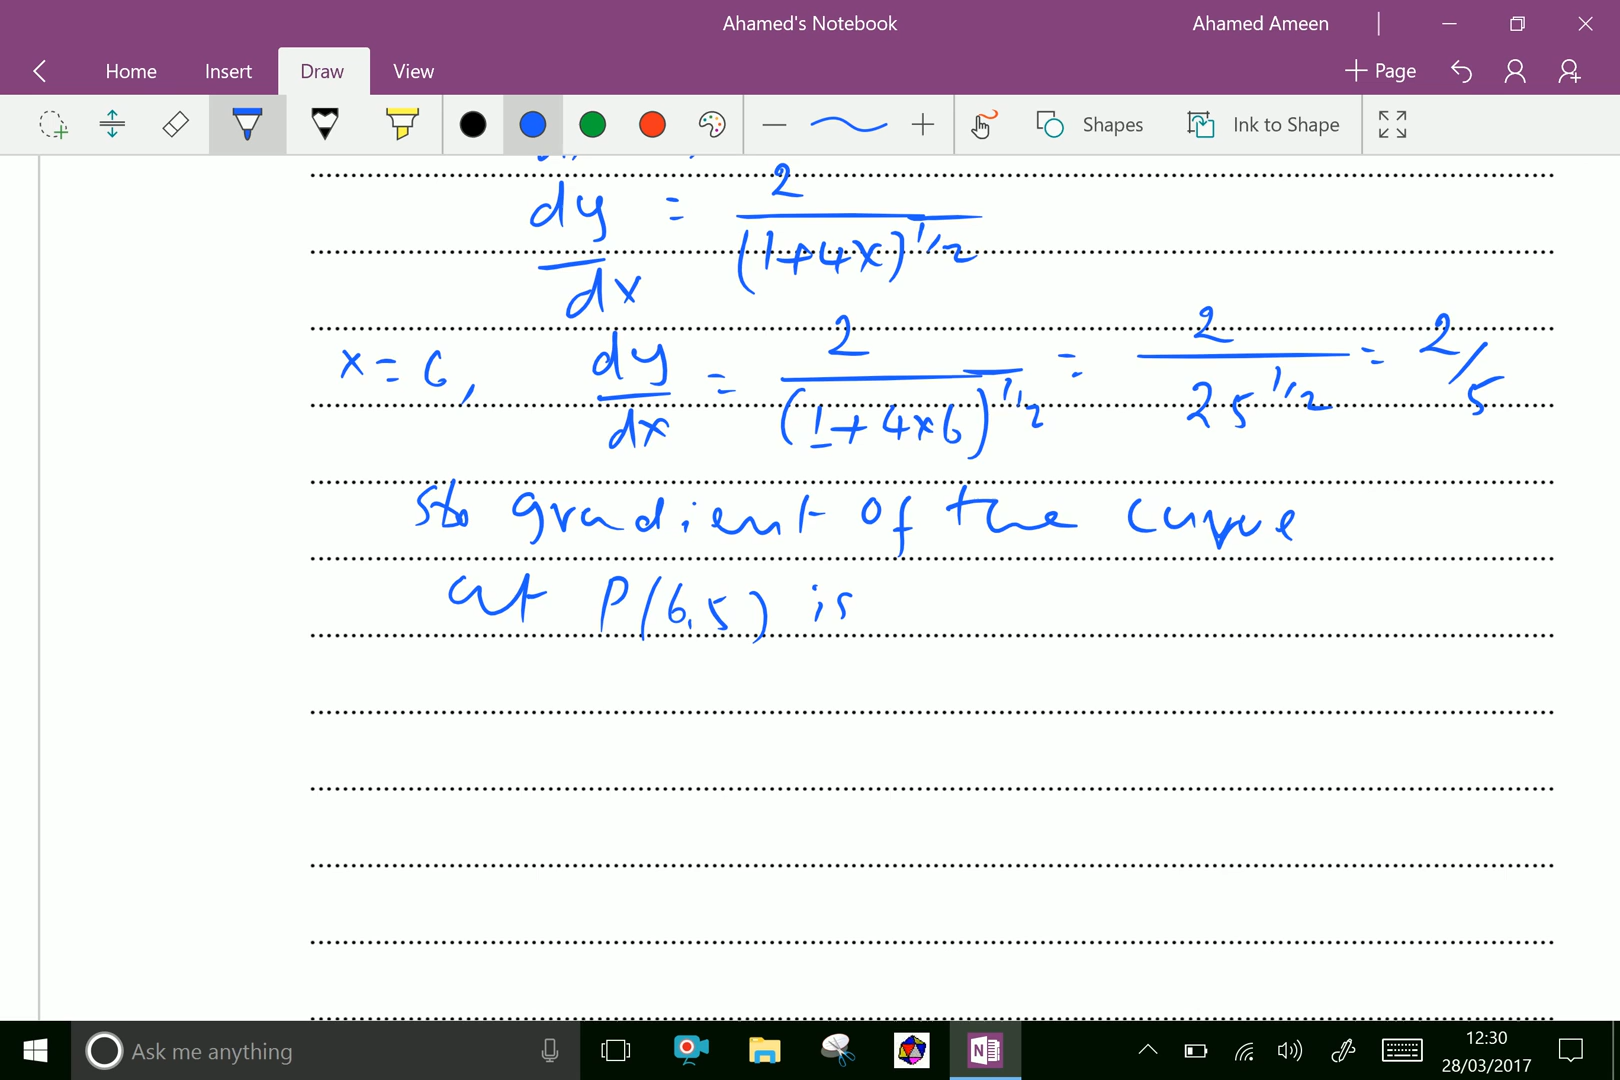 Ahamed's Notebook
Ahamed Ameen
Home Insert Draw View
Page
Shapes Ink to Shape
dy/dx = 2/(1+4x)^1/2
x = 6, dy/dx = 2/(1+4×6)^1/2 = 2/25^1/2 = 2/5
gradient of the curve
at P(6,5) is
Ask me anything
N
12:30
28/03/2017